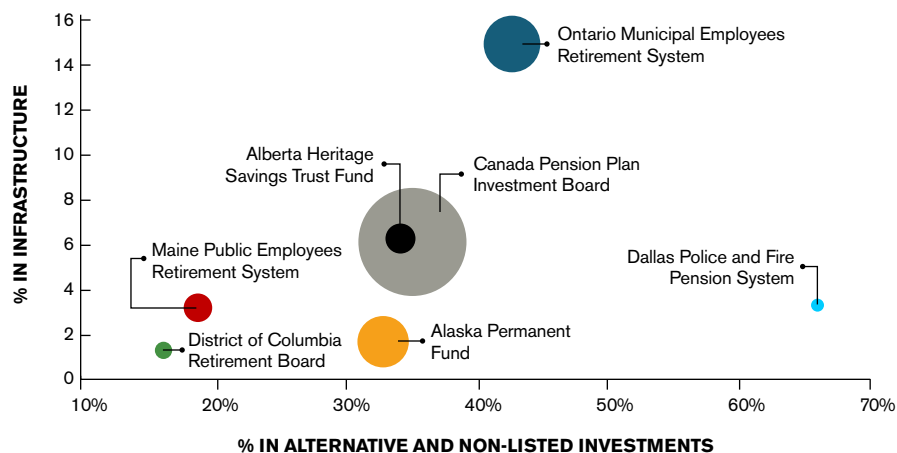 16
14
12
10
8
6
4
2
0
% IN INFRASTRUCTURE
Ontario Municipal Employees
Retirement System
Alberta Heritage
Savings Trust Fund
Canada Pension Plan
Investment Board
Maine Public Employees
Retirement System
Dallas Police and Fire
Pension System
District of Columbia
Retirement Board
Alaska Permanent
Fund
10%
20%
30%
40%
50%
60%
70%
% IN ALTERNATIVE AND NON-LISTED INVESTMENTS